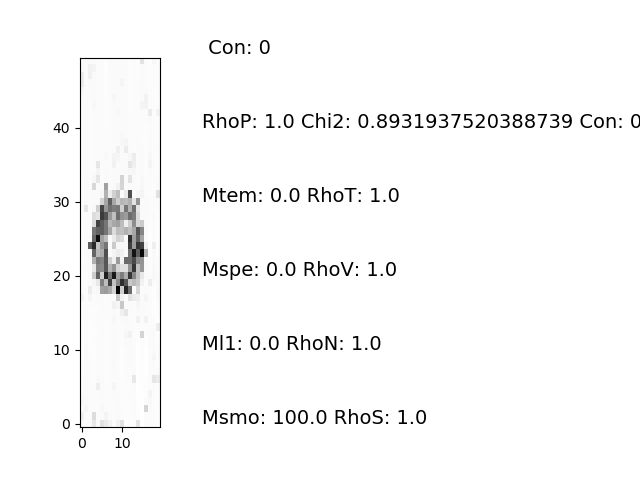 Con: 0
RhoP: 1.0 Chi2: 0.8931937520388739 Con: 0
Mtem: 0.0 RhoT: 1.0
Mspe: 0.0 RhoV: 1.0
Ml1: 0.0 RhoN: 1.0
Msmo: 100.0 RhoS: 1.0
40
30
20
10
0
0 10